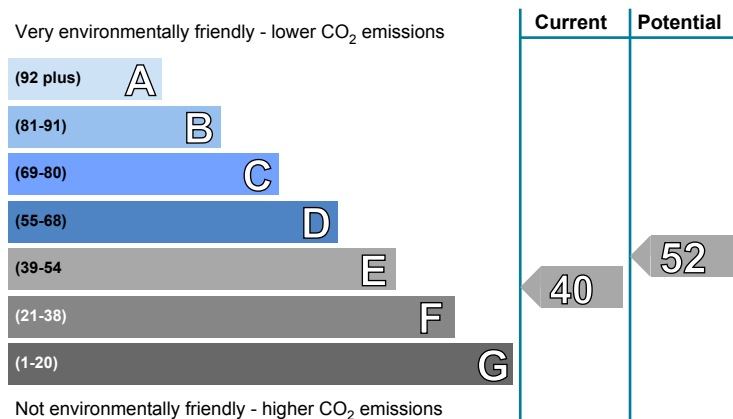 Current Potential
Very environmentally friendly - lower CO₂ emissions
(92 plus) A
(81-91) B
(69-80) C
(55-68) D
(39-54 E
(21-38) F
(1-20) G
40
52
Not environmentally friendly - higher CO₂ emissions